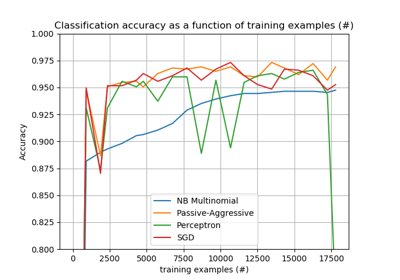 Classification accuracy as a function of training examples (#)
1.000
0.975
0.950
0.925
0.900
0.875
0.850
0.825
0.800
Accuracy
NB Multinomial
Passive-Aggressive
Perceptron
SGD
0 2500 5000 7500 10000 12500 15000 17500
training examples (#)